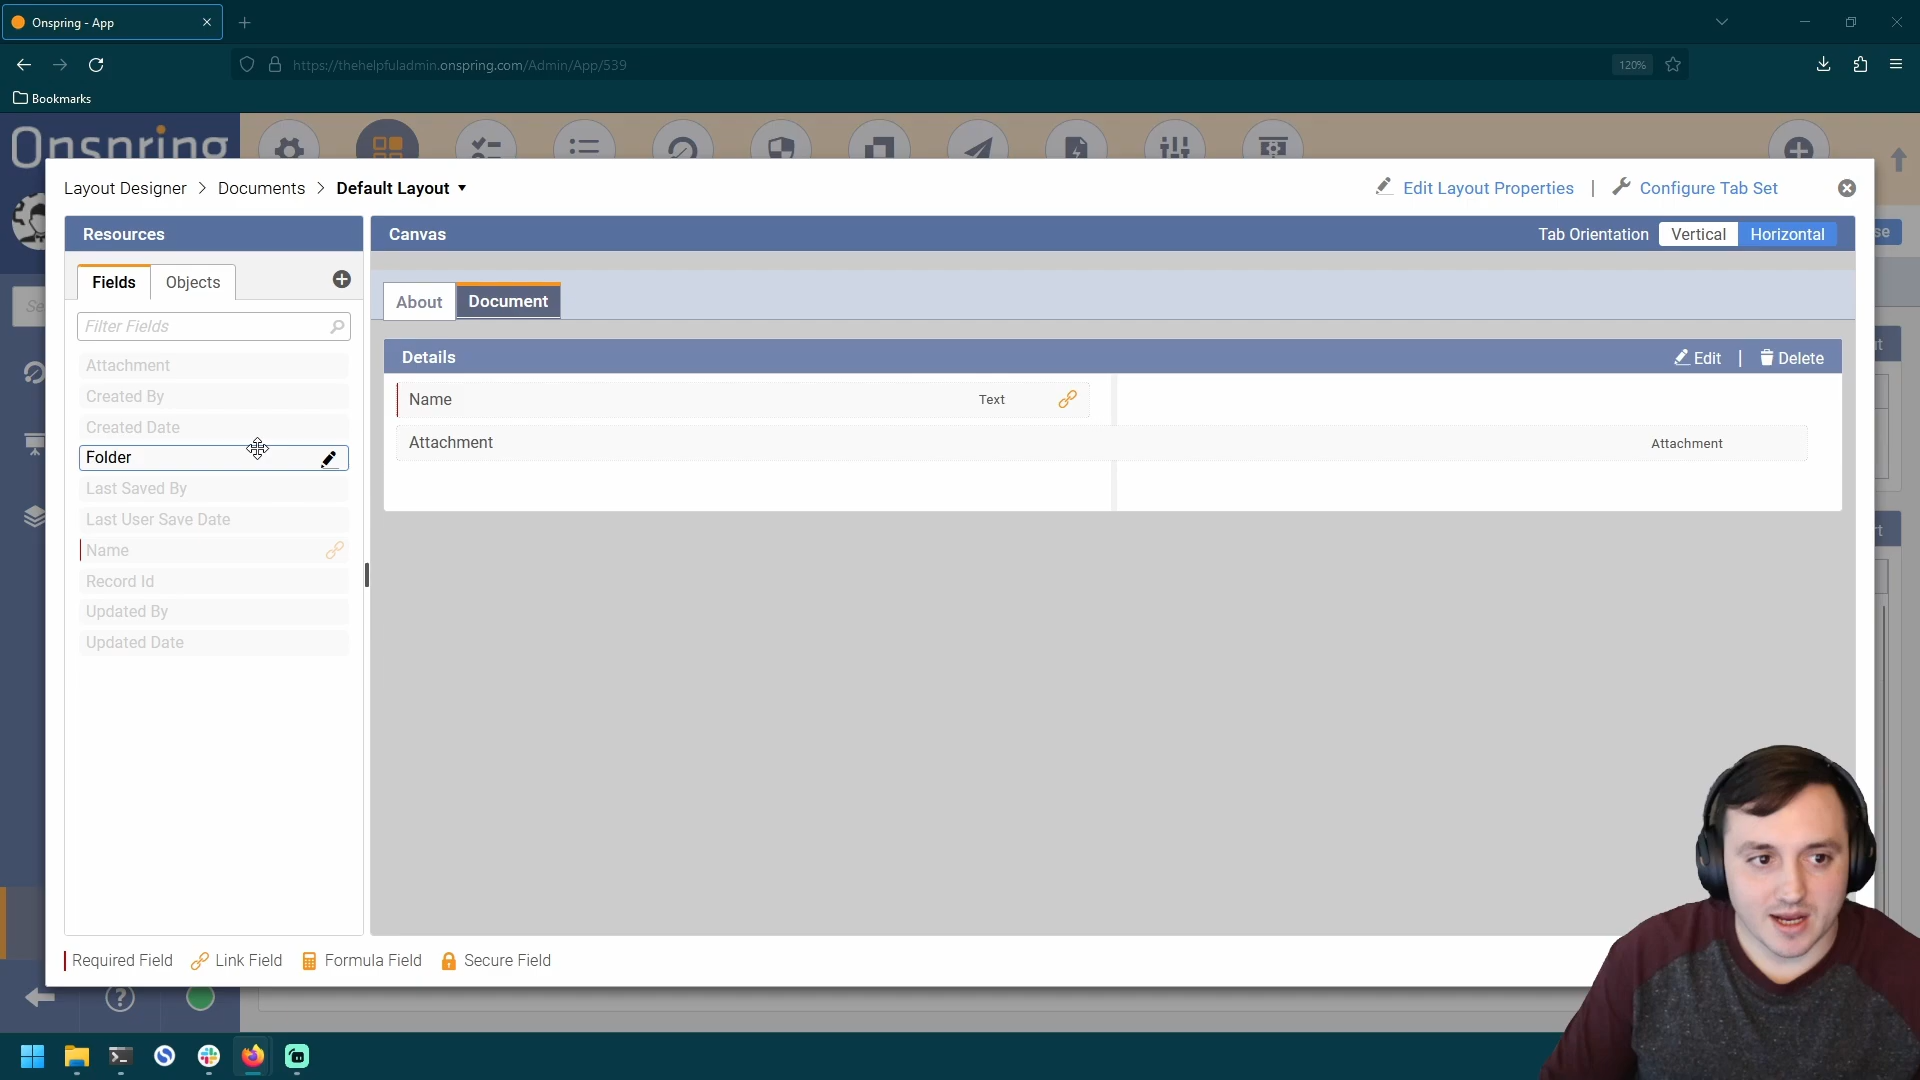 Onspring - App
https://thehelpfuladmin.onspring.com/Admin/App/539
120%
Bookmarks
Onspring
Layout Designer > Documents > Default Layout
Edit Layout Properties | Configure Tab Set
Resources
Canvas
Tab Orientation Vertical Horizontal
Fields
Objects
Filter Fields
About
Document
Attachment
Created By
Created Date
Folder
Last Saved By
Last User Save Date
Name
Record Id
Updated By
Updated Date
Details
Edit | Delete
Name Text
Attachment Attachment
Required Field Link Field Formula Field Secure Field